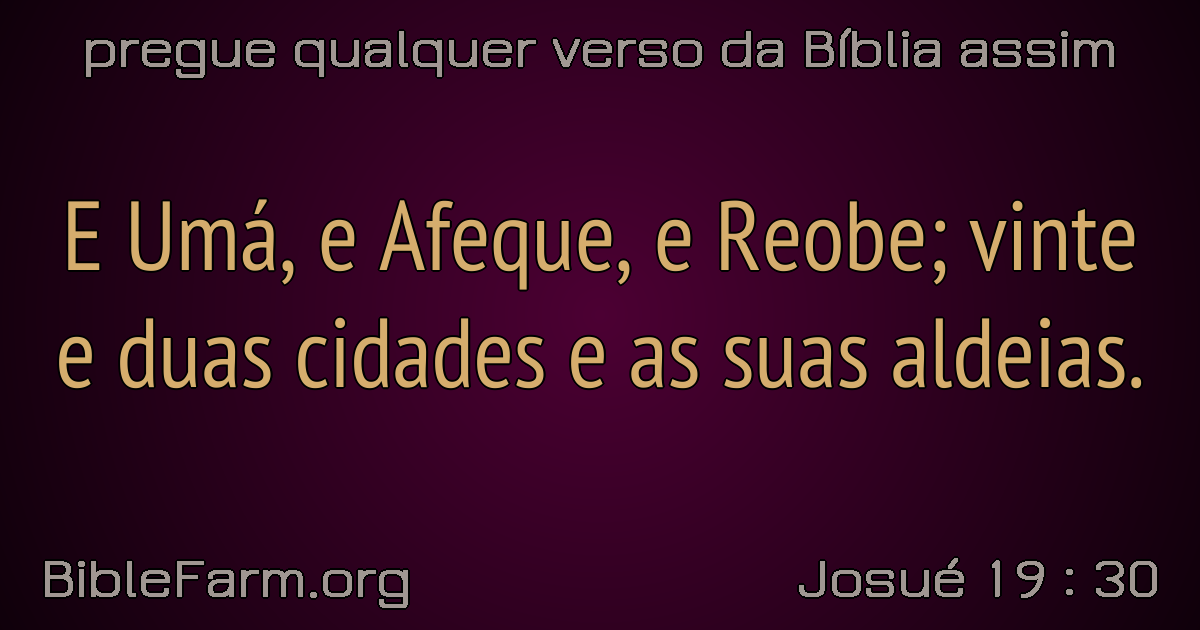 pregue qualquer verso da Bíblia assim
E Umá, e Afeque, e Reobe; vinte
e duas cidades e as suas aldeias.
BibleFarm.org
Josué 19 : 30